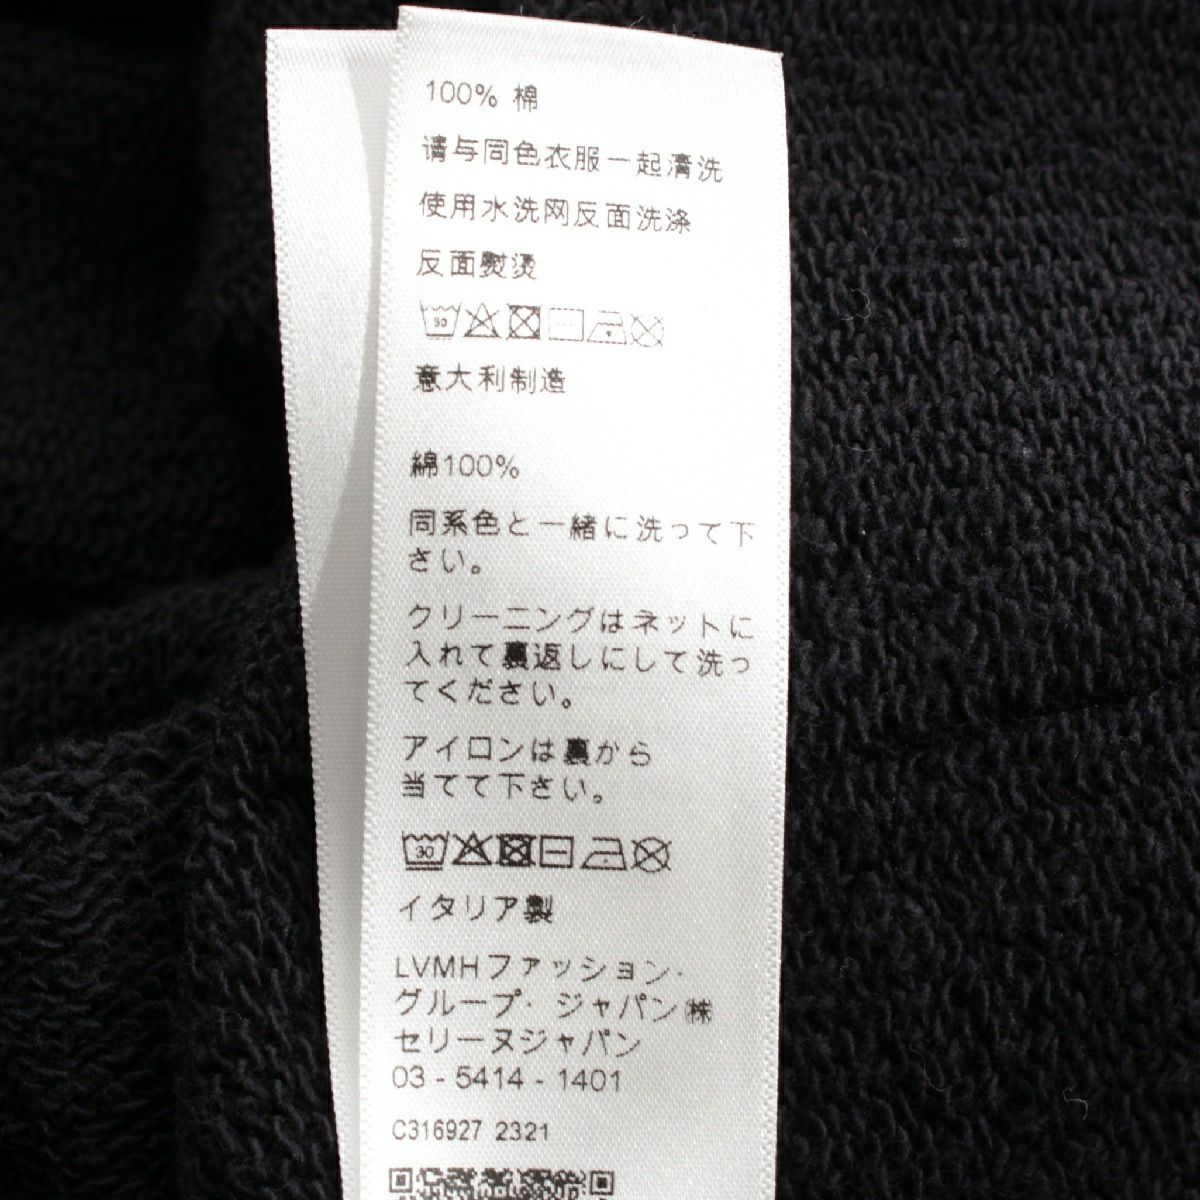 100% 棉
请与同色衣服一起清洗
使用水洗网反面洗涤
反面熨烫
30
意大利制造
綿100%
同系色と一緒に洗って下
さい。
クリーニングはネットに
入れて裏返しにして洗っ
てください。
アイロンは裏から
当てて下さい。
30
イタリア製
LVMHファッション・
グループ・ジャパン㈱
セリーヌジャパン
03 - 5414 - 1401
C316927 2321